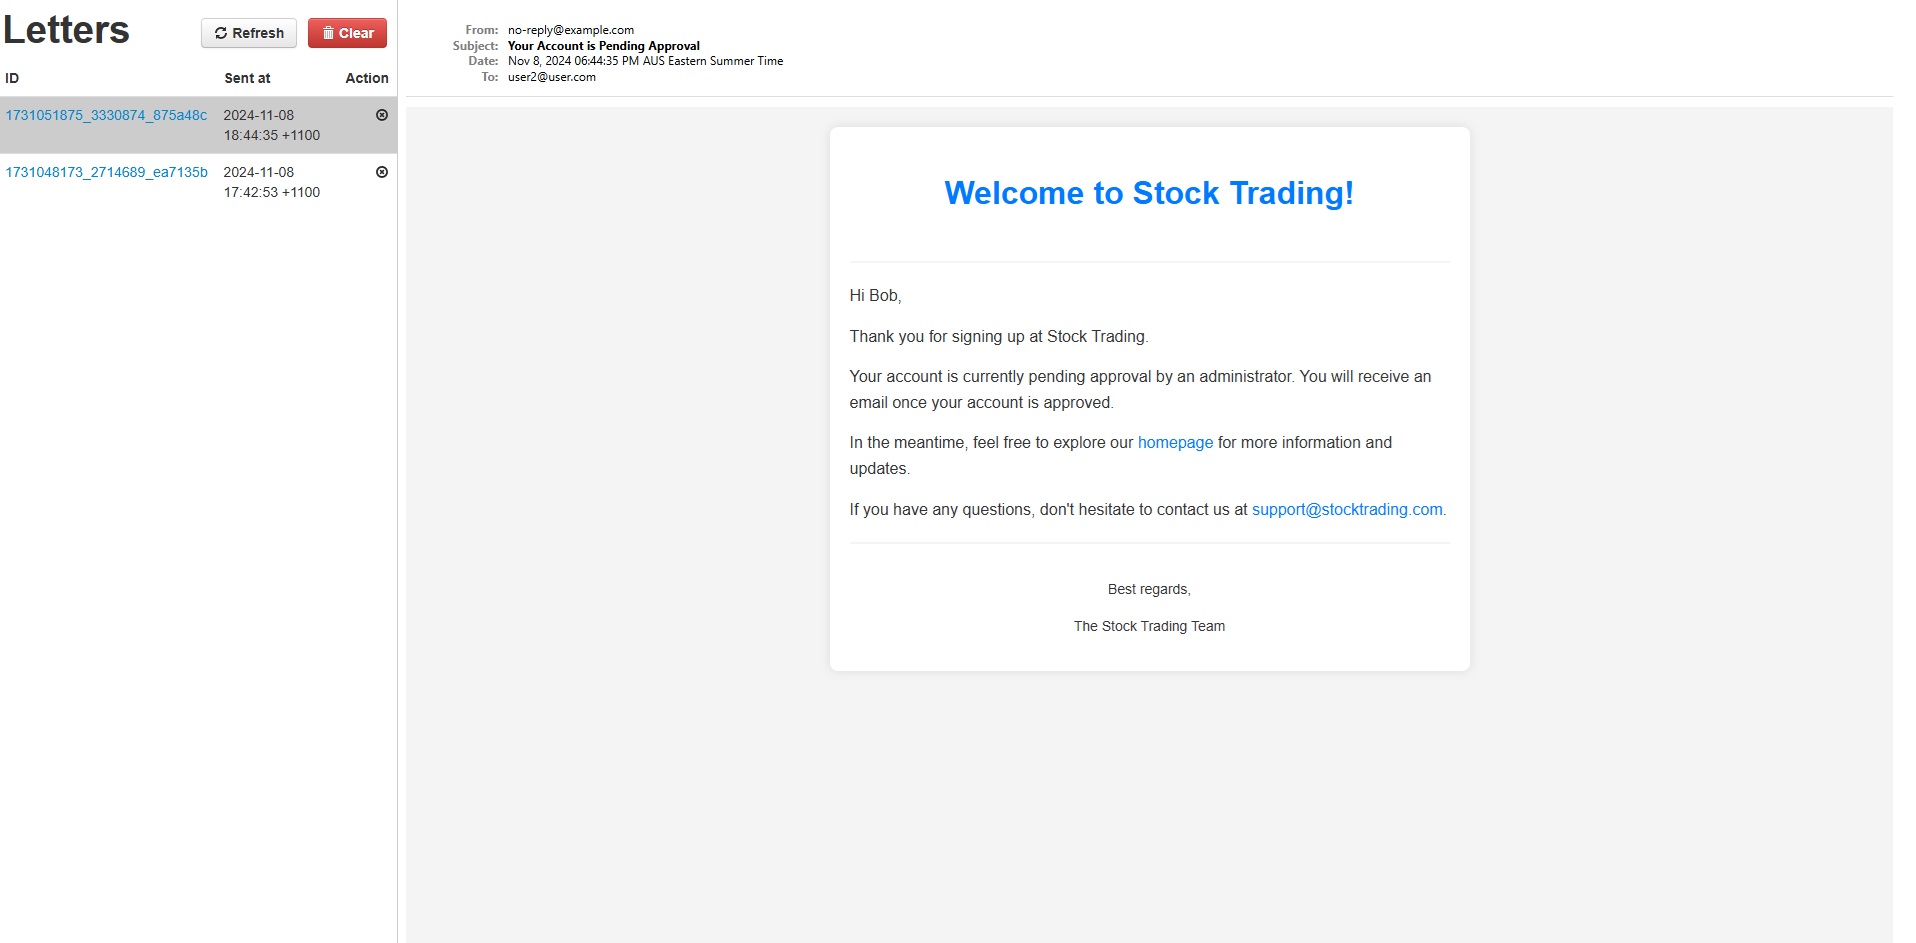 Letters
Refresh
Clear
ID Sent at Action
1731051875_3330874_875a48c 2024-11-08
18:44:35 +1100
1731048173_2714689_ea7135b 2024-11-08
17:42:53 +1100
From: no-reply@example.com
Subject: Your Account is Pending Approval
Date: Nov 8, 2024 06:44:35 PM AUS Eastern Summer Time
To: user2@user.com
Welcome to Stock Trading!
Hi Bob,
Thank you for signing up at Stock Trading.
Your account is currently pending approval by an administrator. You will receive an
email once your account is approved.
In the meantime, feel free to explore our homepage for more information and
updates.
If you have any questions, don't hesitate to contact us at support@stocktrading.com.
Best regards,
The Stock Trading Team